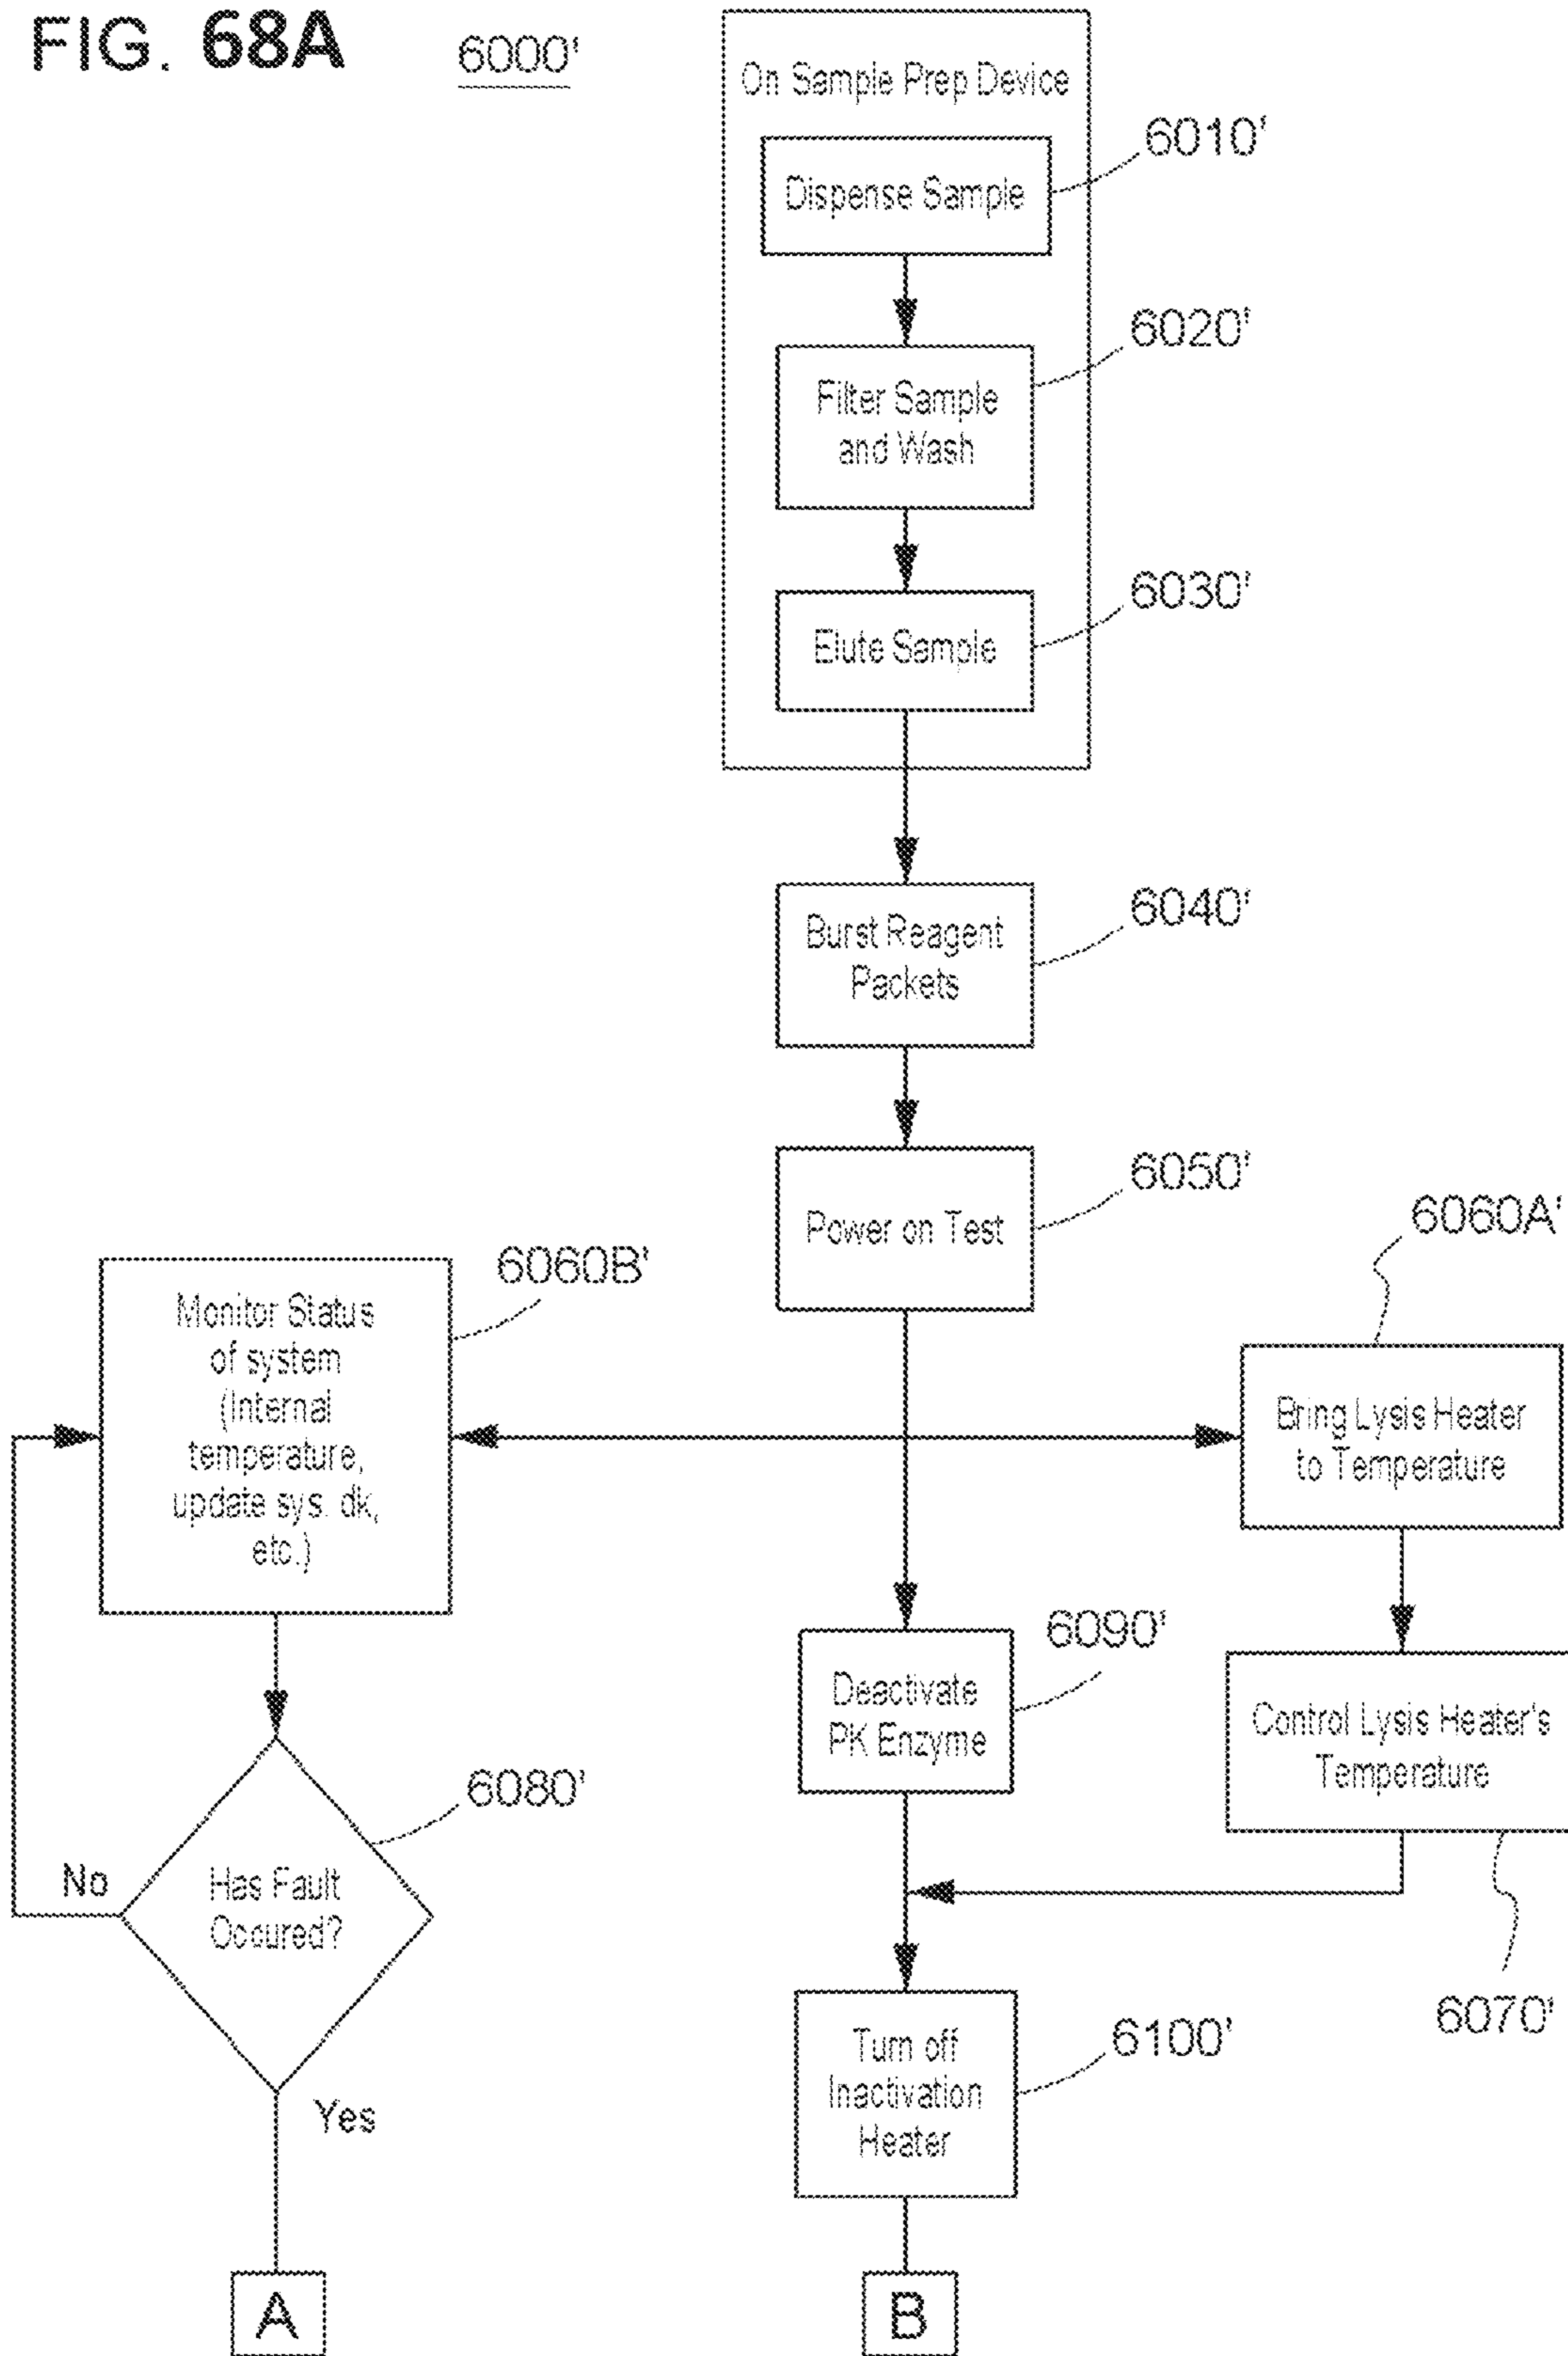 FIG. 68A
6000'
On Sample Prep Device
6010'
Dispense Sample
6020'
Filter Sample
and Wash
6030'
Elute Sample
6040'
Burst Reagent
Packets
6050'
Power on Test
6060A'
6060B'
Monitor Status
of system
(Internal
temperature,
update sys. dk,
etc.)
Bring Lysis Heater
to Temperature
6090'
Deactivate
PK Enzyme
Control Lysis Heater's
Temperature
6080'
No
Has Fault
Occured?
6070'
6100'
Turn off
Inactivation
Heater
Yes
A
B